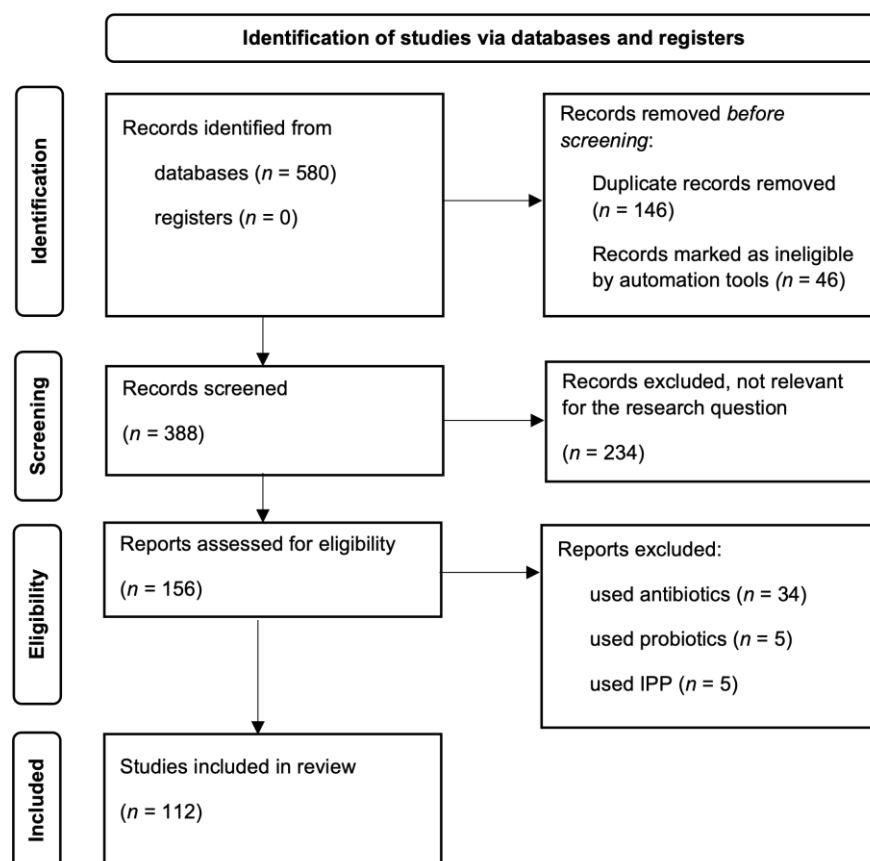 Identification of studies via databases and registers
Identification
Records identified from
databases (n = 580)
registers (n = 0)
Records removed before
screening:
Duplicate records removed
(n = 146)
Records marked as ineligible
by automation tools (n = 46)
Screening
Records screened
(n = 388)
Records excluded, not relevant
for the research question
(n = 234)
Eligibility
Reports assessed for eligibility
(n = 156)
Reports excluded:
used antibiotics (n = 34)
used probiotics (n = 5)
used IPP (n = 5)
Included
Studies included in review
(n = 112)